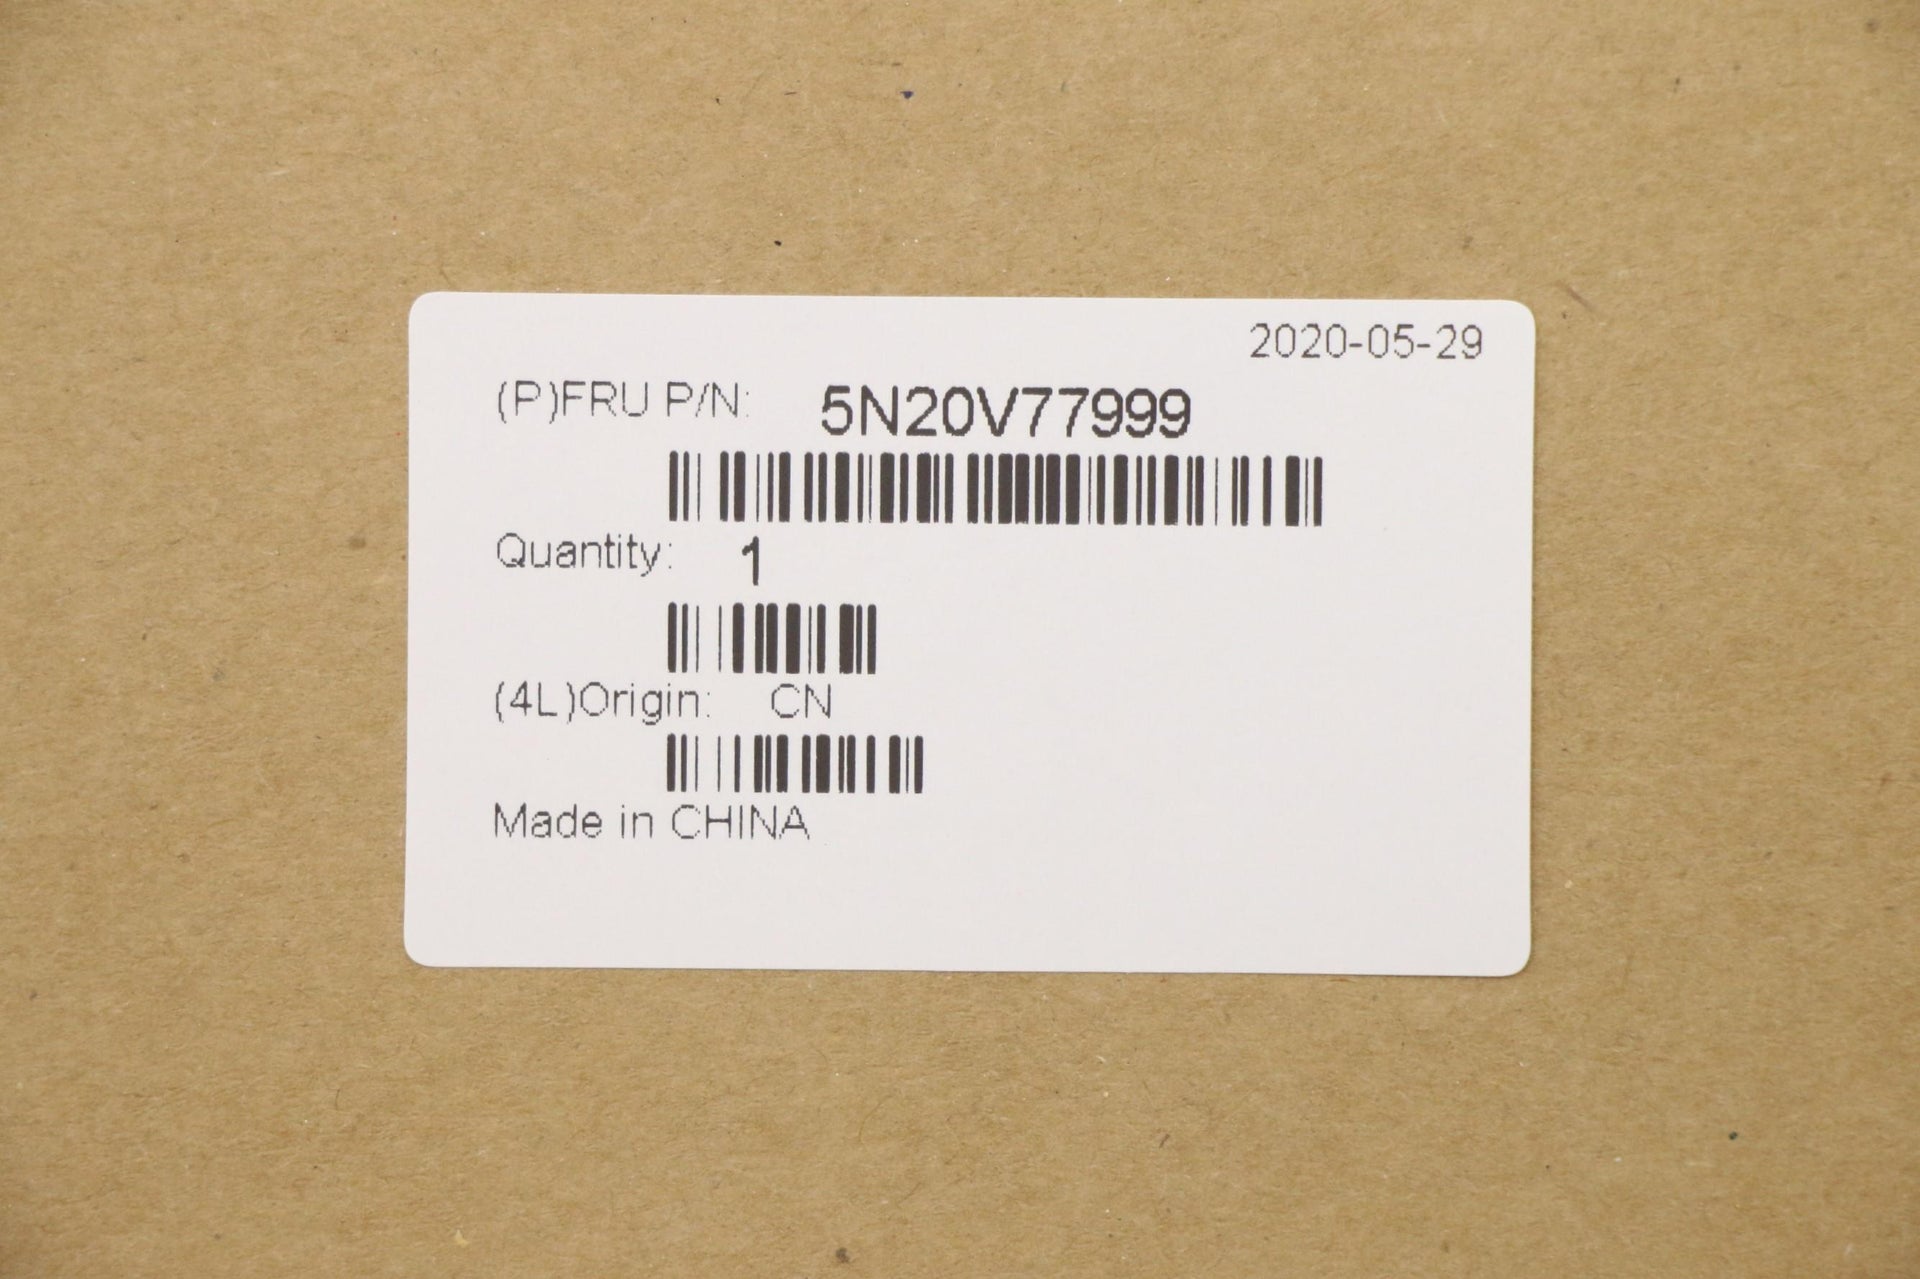 2020-05-29
(P)FRU P/N: 5N20V77999
Quantity: 1
(4L)Origin: CN
Made in CHINA